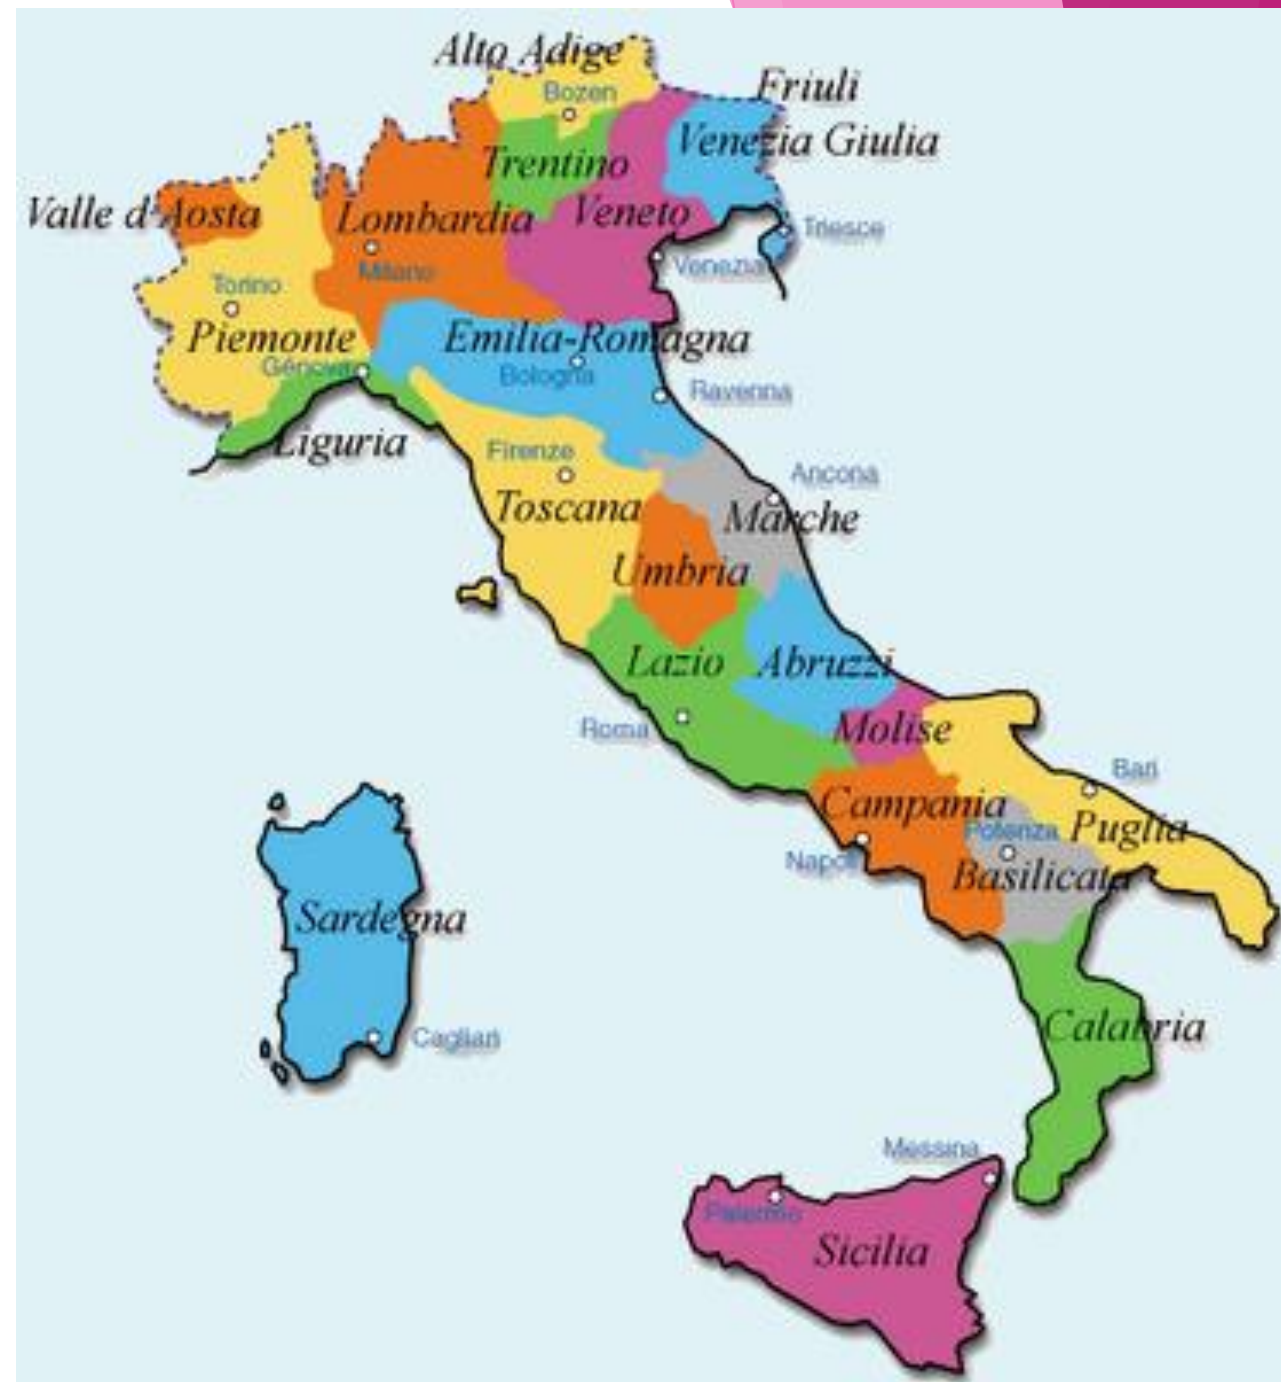 Alto Adige
Bozen
Friuli
Venezia Giulia
Trentino
Valle d'Aosta
Lombardia
Veneto
Triesce
Milano
Venezia
Torino
Piemonte
Emilia-Romagna
Génova
Bologna
Ravenna
Liguria
Firenze
Ancona
Toscana
Marche
Umbria
Lazio
Abruzzi
Roma
Molise
Bari
Campania
Potenza
Puglia
Napoli
Basilicata
Sardegna
Cagliari
Calabria
Messina
Palermo
Sicilia